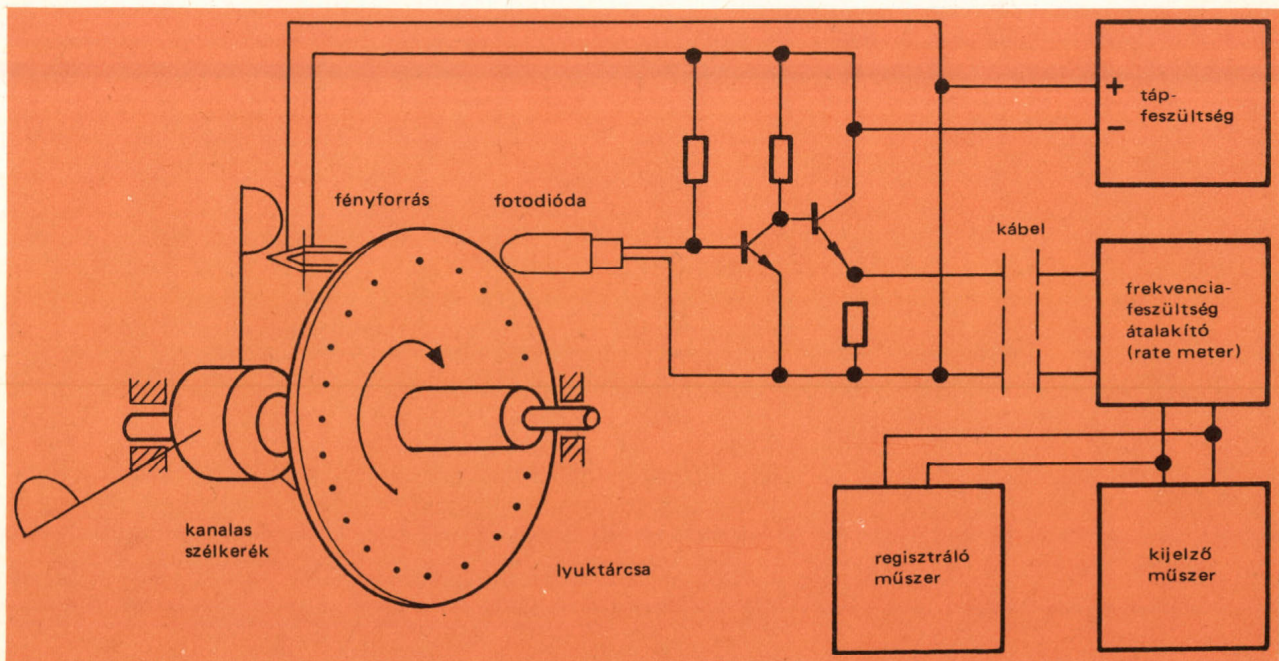 +
táp-
feszültség
−
fényforrás
fotodióda
kábel
frekvencia-
feszültség
átalakító
(rate meter)
kanalas
szélkerék
lyuktárcsa
regisztráló
műszer
kijelző
műszer